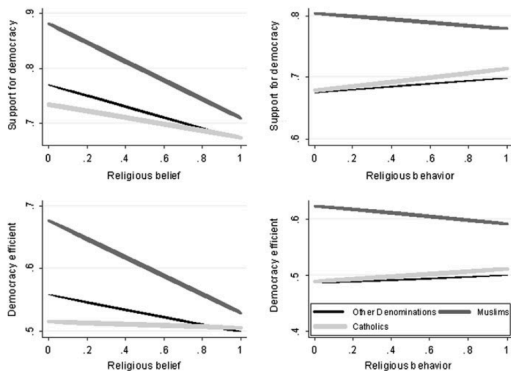 Support for democracy
.9
.8
.7
0 .2 .4 .6 .8 1
Religious belief
Support for democracy
.8
.7
.6
0 .2 .4 .6 .8 1
Religious behavior
Democracy efficient
.7
.6
.5
0 .2 .4 .6 .8 1
Religious belief
Democracy efficient
.6
.5
.4
Other Denominations Muslims
Catholics
0 .2 .4 .6 .8 1
Religious behavior